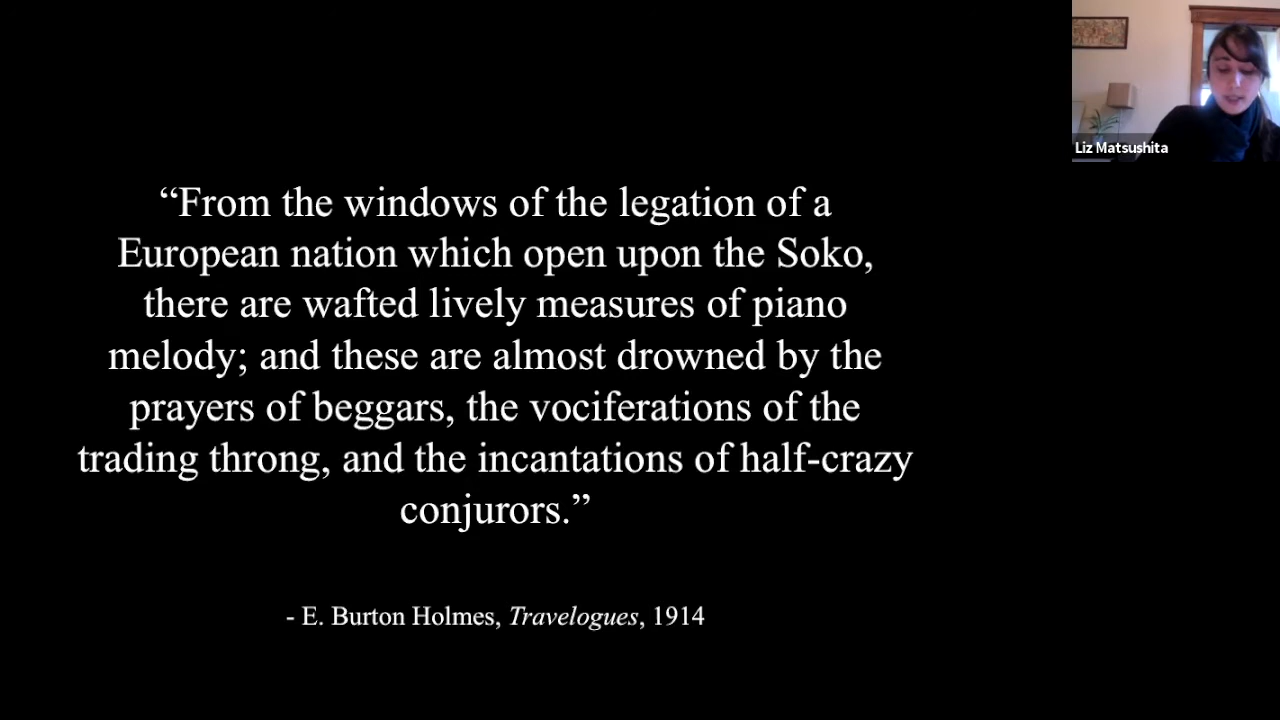 Liz Matsushita
“From the windows of the legation of a
European nation which open upon the Soko,
there are wafted lively measures of piano
melody; and these are almost drowned by the
prayers of beggars, the vociferations of the
trading throng, and the incantations of half-crazy
conjurors.”
- E. Burton Holmes, Travelogues, 1914